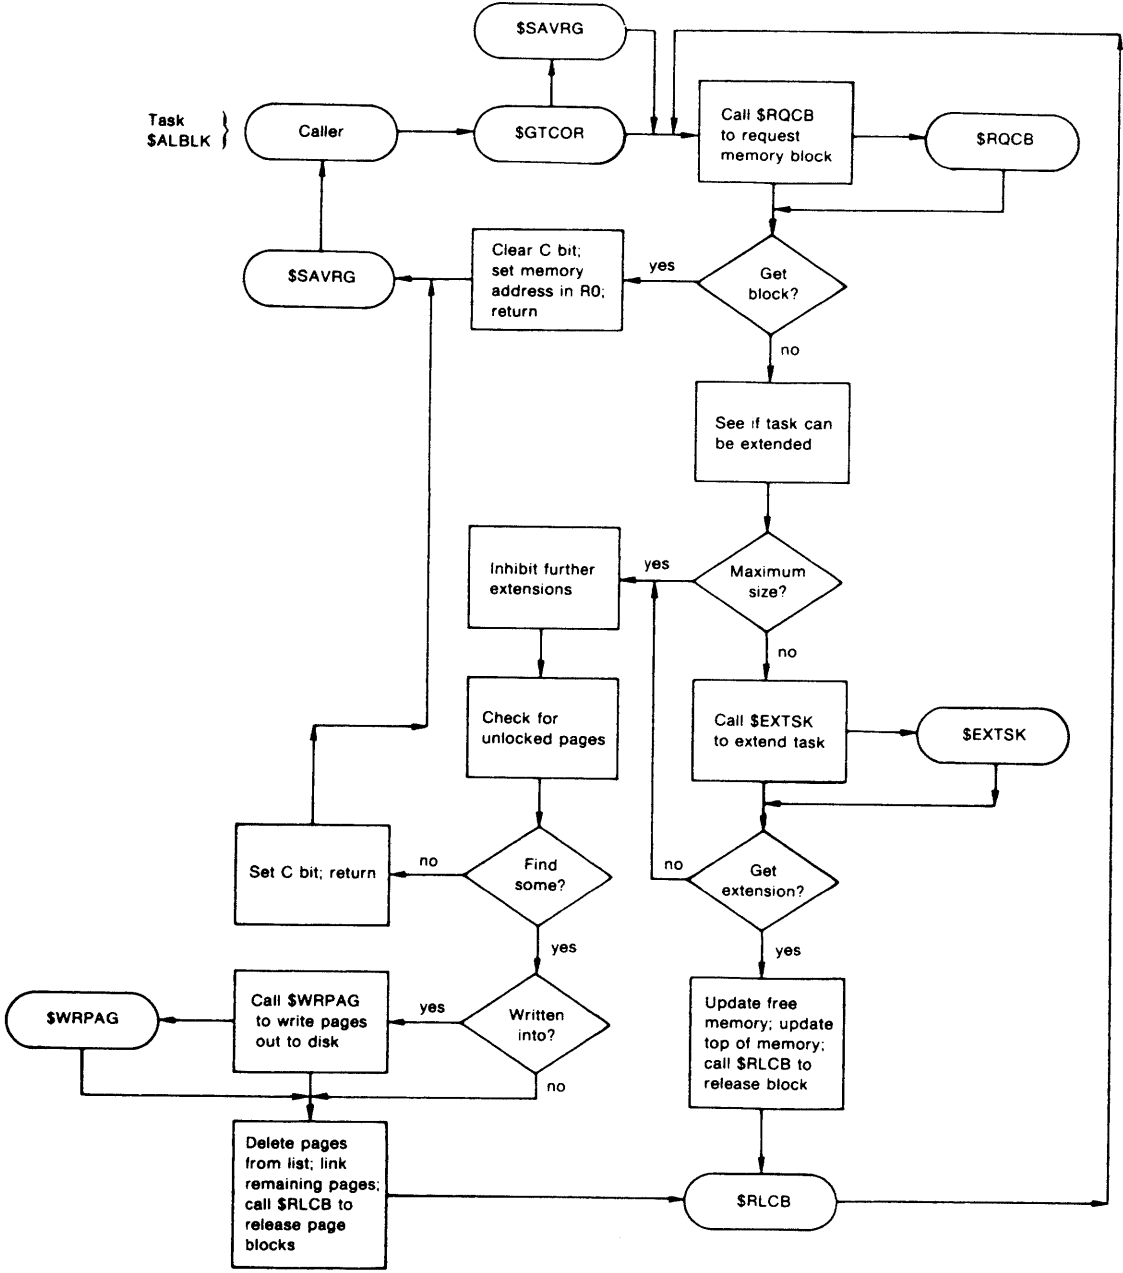 $SAVRG
Task
$ALBLK
Caller
$GTCOR
Call $RQCB
to request
memory block
$RQCB
$SAVRG
Clear C bit;
set memory
address in R0;
return
yes
Get
block?
no
See if task can
be extended
Inhibit further
extensions
yes
Maximum
size?
no
Check for
unlocked pages
Call $EXTSK
to extend task
$EXTSK
Set C bit; return
no
Find
some?
no
Get
extension?
yes
yes
$WRPAG
Call $WRPAG
to write pages
out to disk
yes
Written
into?
no
Update free
memory; update
top of memory;
call $RLCB to
release block
Delete pages
from list; link
remaining pages;
call $RLCB to
release page
blocks
$RLCB